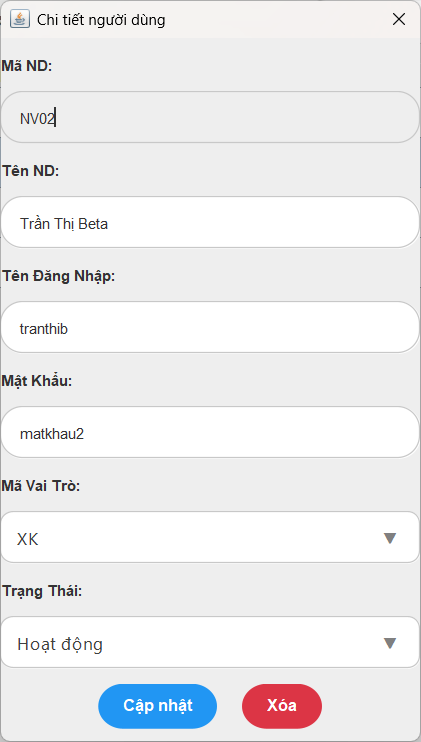 Chi tiết người dùng
Mã ND:
NV02
Tên ND:
Trần Thị Beta
Tên Đăng Nhập:
tranthib
Mật Khẩu:
matkhau2
Mã Vai Trò:
XK
Trạng Thái:
Hoạt động
Cập nhật Xóa